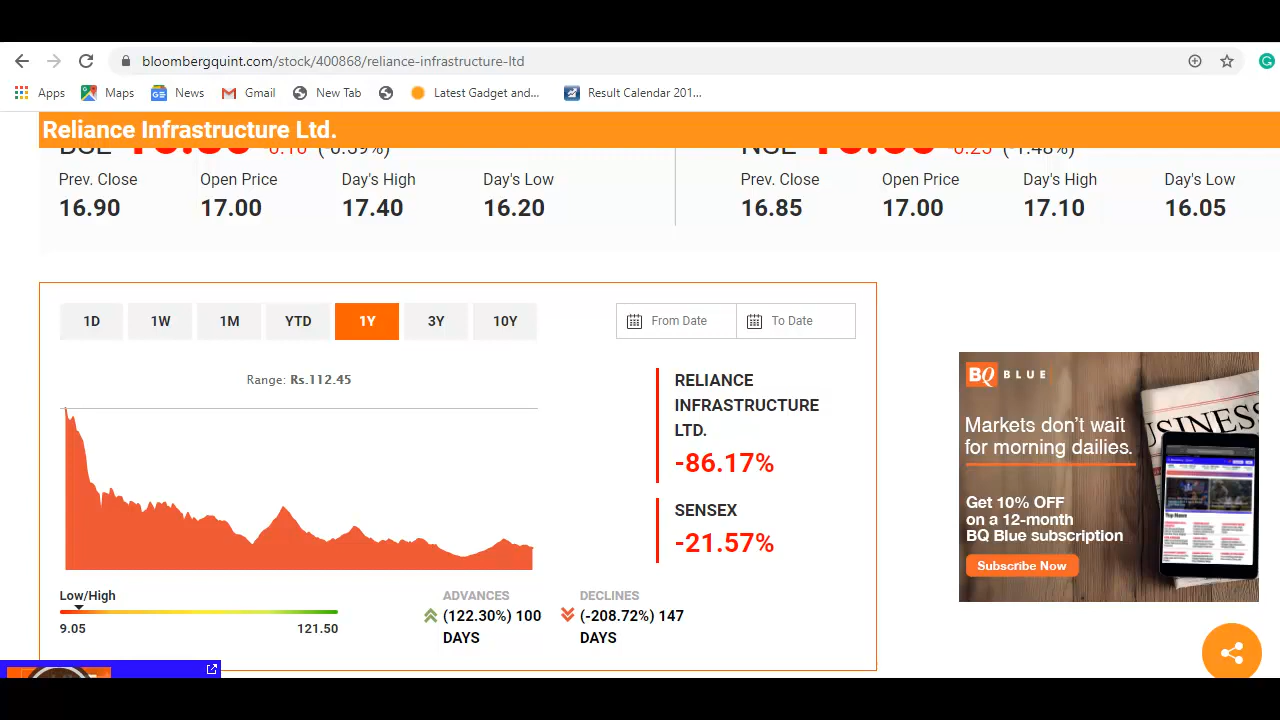 bloombergquint.com/stock/400868/reliance-infrastructure-ltd
Apps Maps News Gmail New Tab Latest Gadget and... Result Calendar 201...
Reliance Infrastructure Ltd.
Prev. Close Open Price Day's High Day's Low
16.90 17.00 17.40 16.20
Prev. Close Open Price Day's High Day's Low
16.85 17.00 17.10 16.05
1D 1W 1M YTD 1Y 3Y 10Y
From Date To Date
Range: Rs.112.45
RELIANCE
INFRASTRUCTURE
LTD.
-86.17%
SENSEX
-21.57%
Low/High
9.05 121.50
ADVANCES
(122.30%) 100
DAYS
DECLINES
(-208.72%) 147
DAYS
BQ BLUE
Markets don't wait
for morning dailies.
Get 10% OFF
on a 12-month
BQ Blue subscription
Subscribe Now
BUSINESS
PRESS
Top News